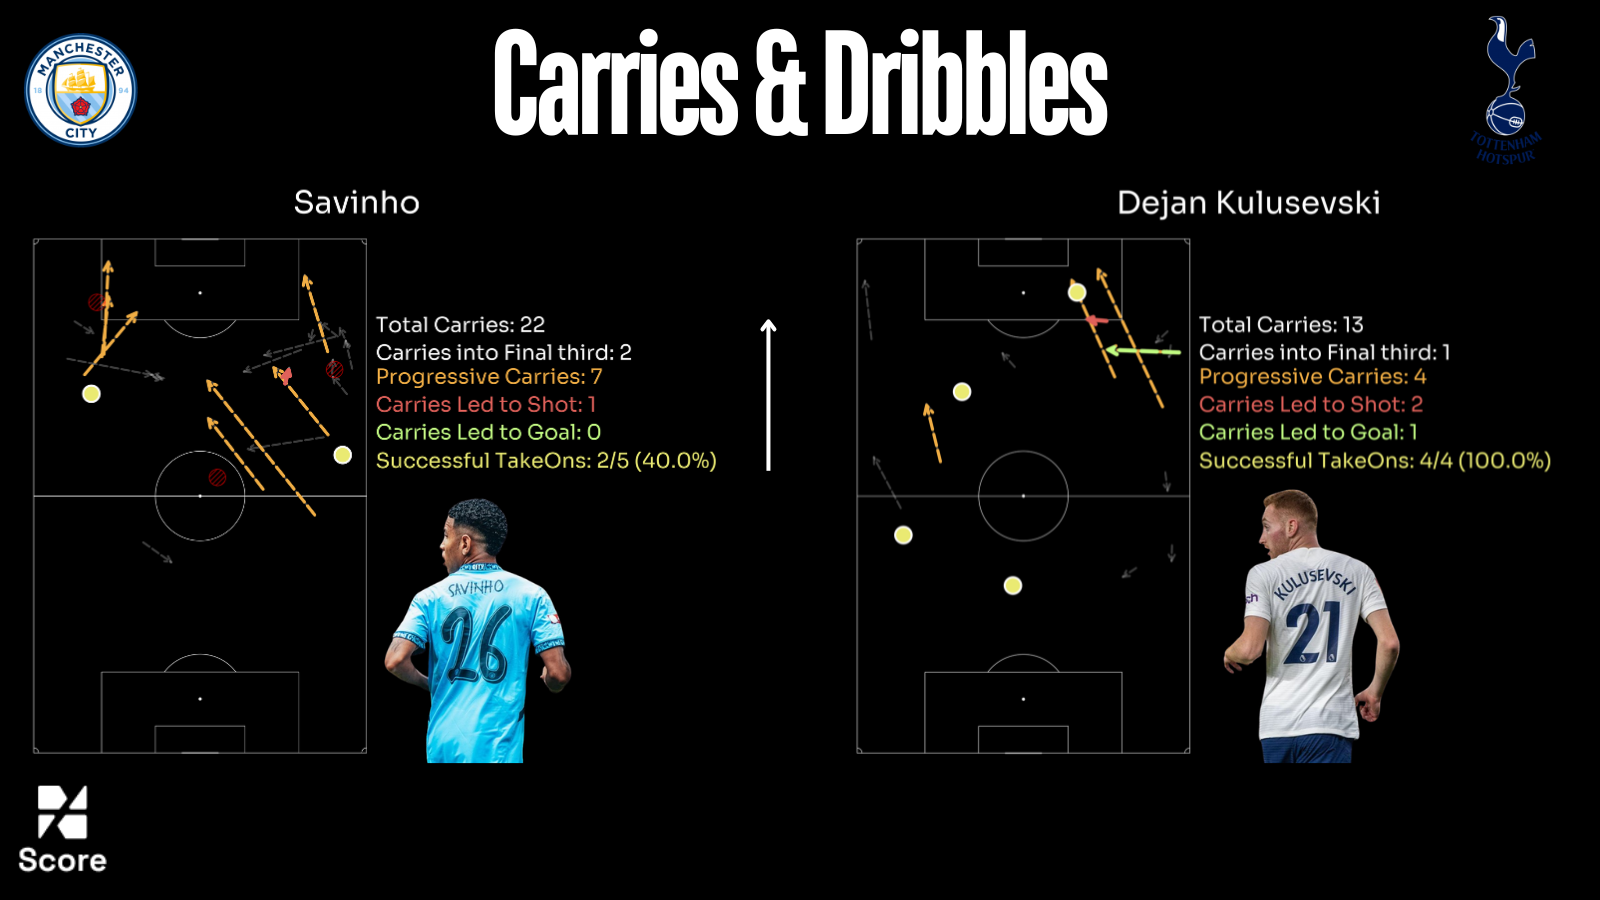 Carries & Dribbles
MANCHESTER
18 94
CITY
TOTTENHAM
HOTSPUR
Savinho
Total Carries: 22
Carries into Final third: 2
Progressive Carries: 7
Carries Led to Shot: 1
Carries Led to Goal: 0
Successful TakeOns: 2/5 (40.0%)
SAVINHO
26
Dejan Kulusevski
Total Carries: 13
Carries into Final third: 1
Progressive Carries: 4
Carries Led to Shot: 2
Carries Led to Goal: 1
Successful TakeOns: 4/4 (100.0%)
KULUSEVSKI
21
Score